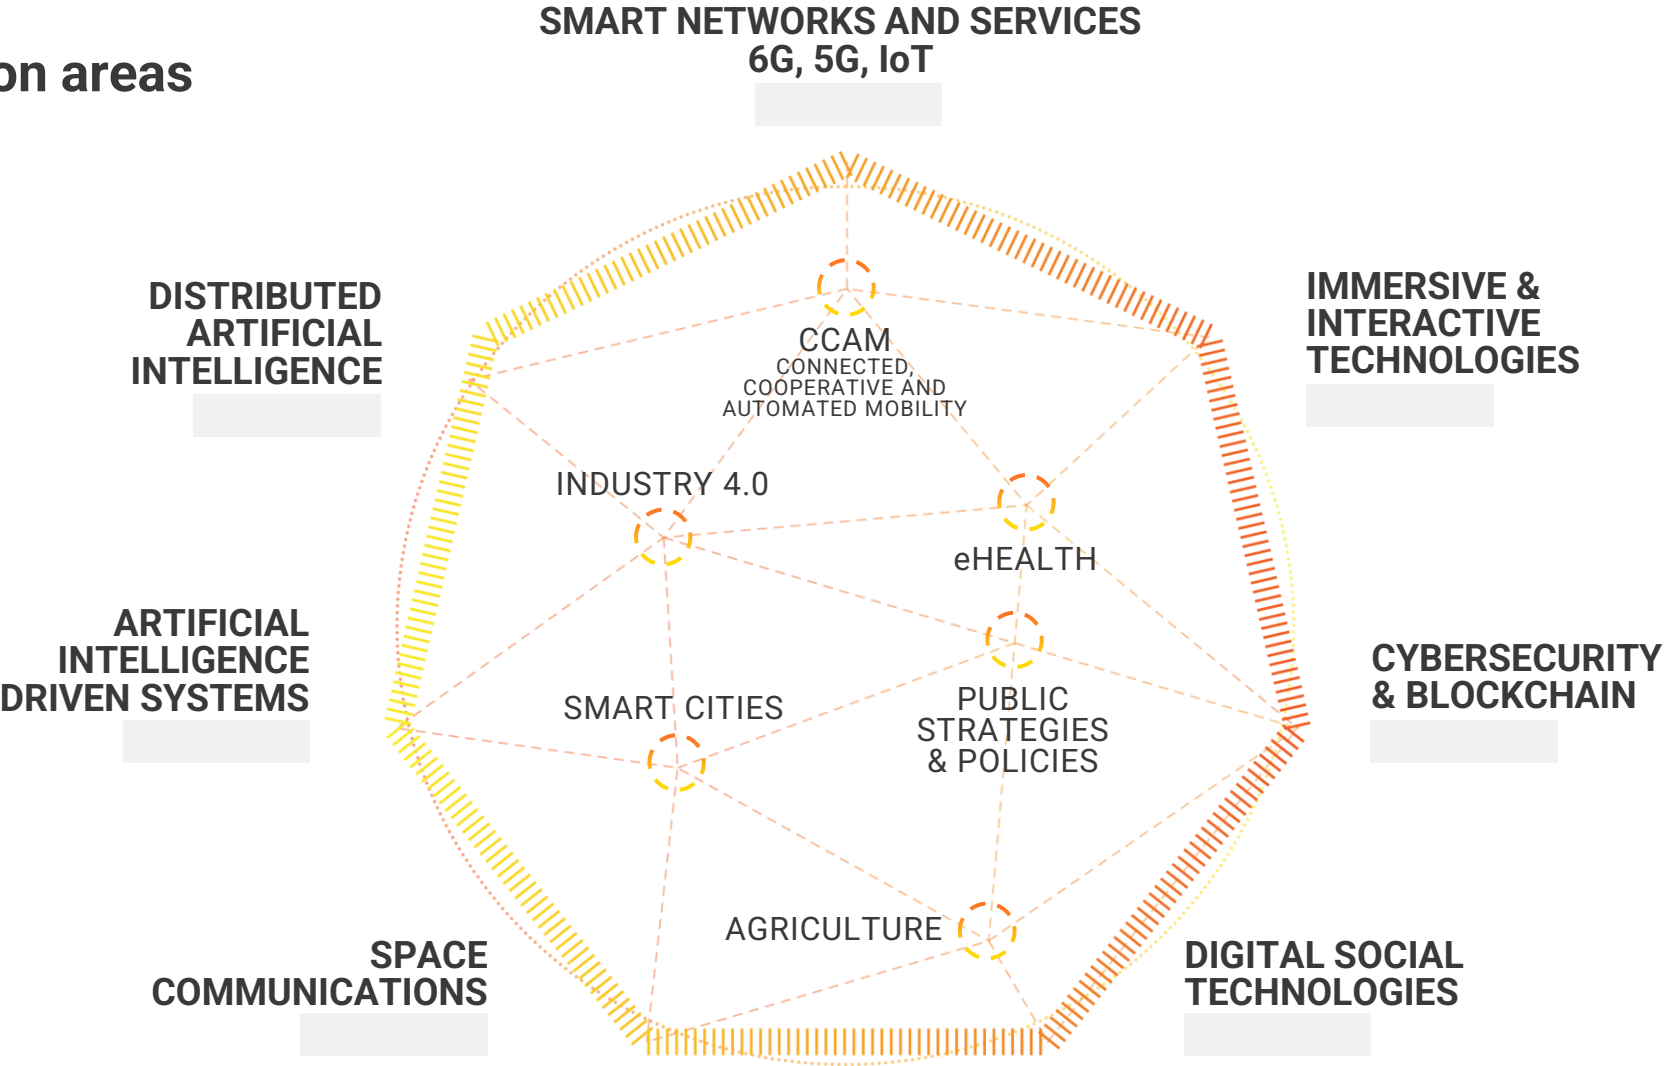 SMART NETWORKS AND SERVICES
6G, 5G, IoT
on areas
DISTRIBUTED
ARTIFICIAL
INTELLIGENCE
IMMERSIVE &
INTERACTIVE
TECHNOLOGIES
CCAM
CONNECTED,
COOPERATIVE AND
AUTOMATED MOBILITY
INDUSTRY 4.0
eHEALTH
ARTIFICIAL
INTELLIGENCE
DRIVEN SYSTEMS
CYBERSECURITY
& BLOCKCHAIN
SMART CITIES
PUBLIC
STRATEGIES
& POLICIES
AGRICULTURE
SPACE
COMMUNICATIONS
DIGITAL SOCIAL
TECHNOLOGIES